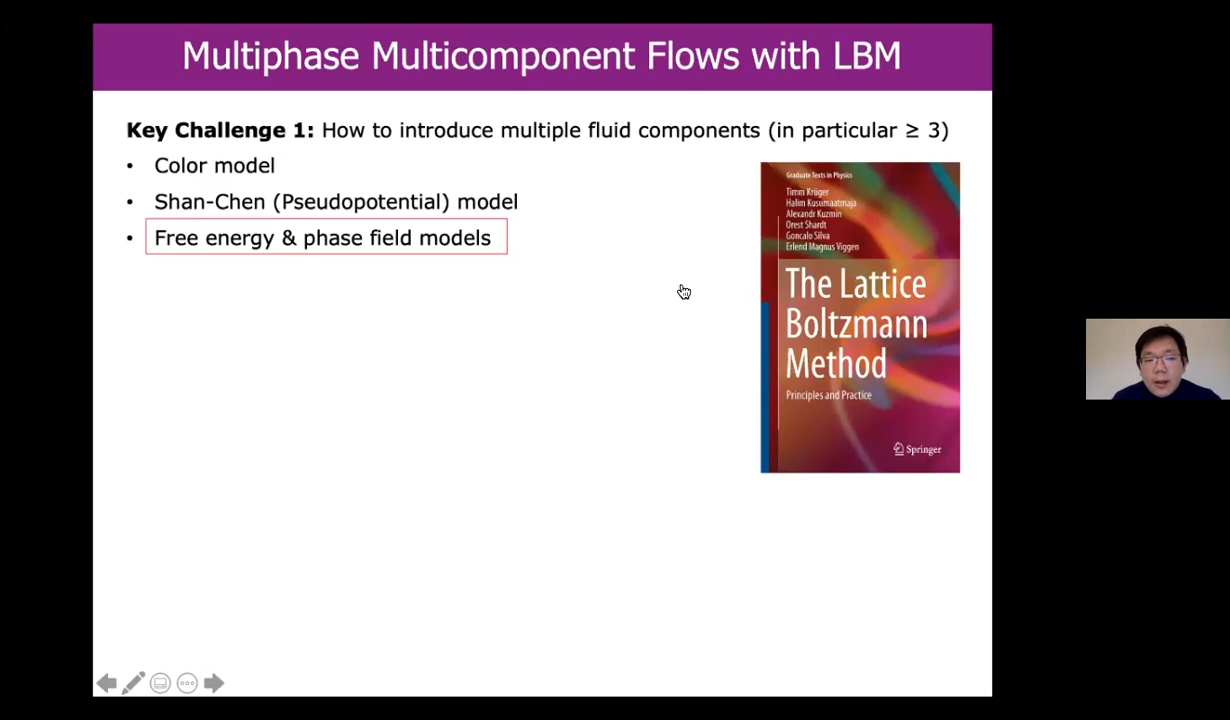 Multiphase Multicomponent Flows with LBM
Key Challenge 1: How to introduce multiple fluid components (in particular ≥ 3)
• Color model
• Shan-Chen (Pseudopotential) model
• Free energy & phase field models
Graduate Texts in Physics
Timm Krüger
Halim Kusumaatmaja
Alexandr Kuzmin
Orest Shardt
Goncalo Silva
Erlend Magnus Viggen
The Lattice
Boltzmann
Method
Principles and Practice
Springer